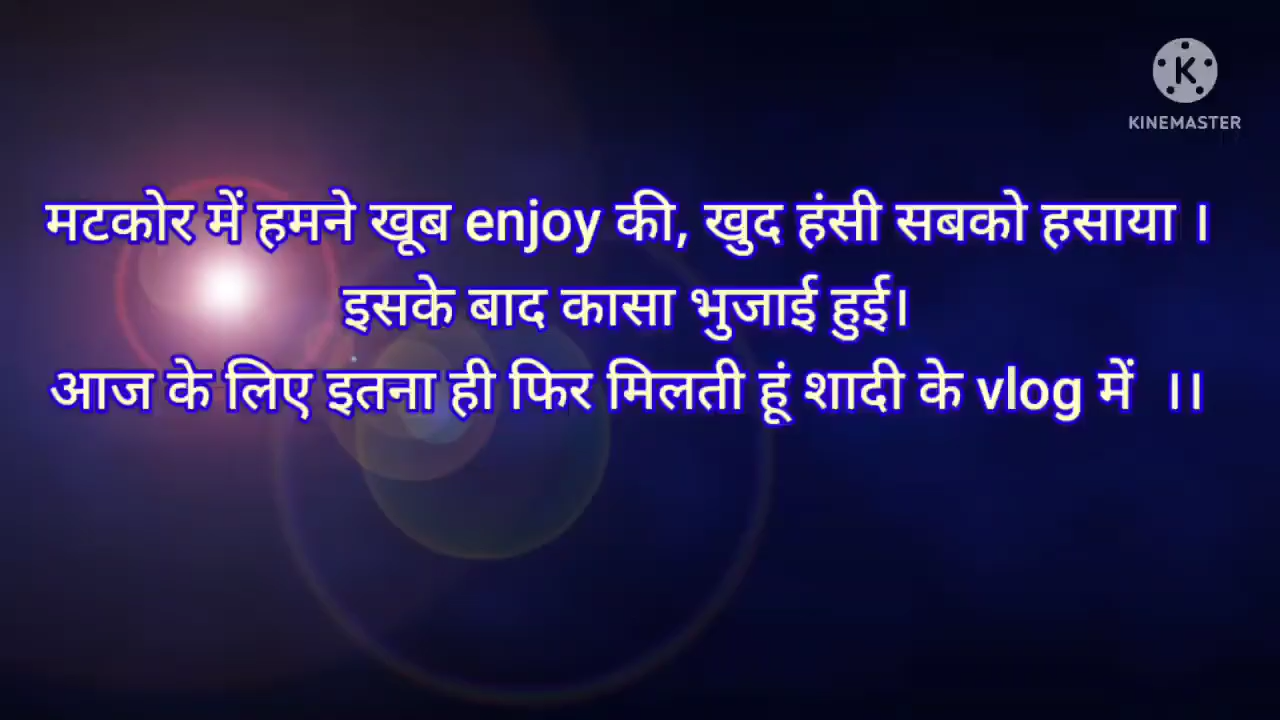 KINEMASTER
मटकोर में हमने खूब enjoy की, खुद हंसी सबको हसाया ।
इसके बाद कासा भुजाई हुई।
आज के लिए इतना ही फिर मिलती हूं शादी के vlog में ।।